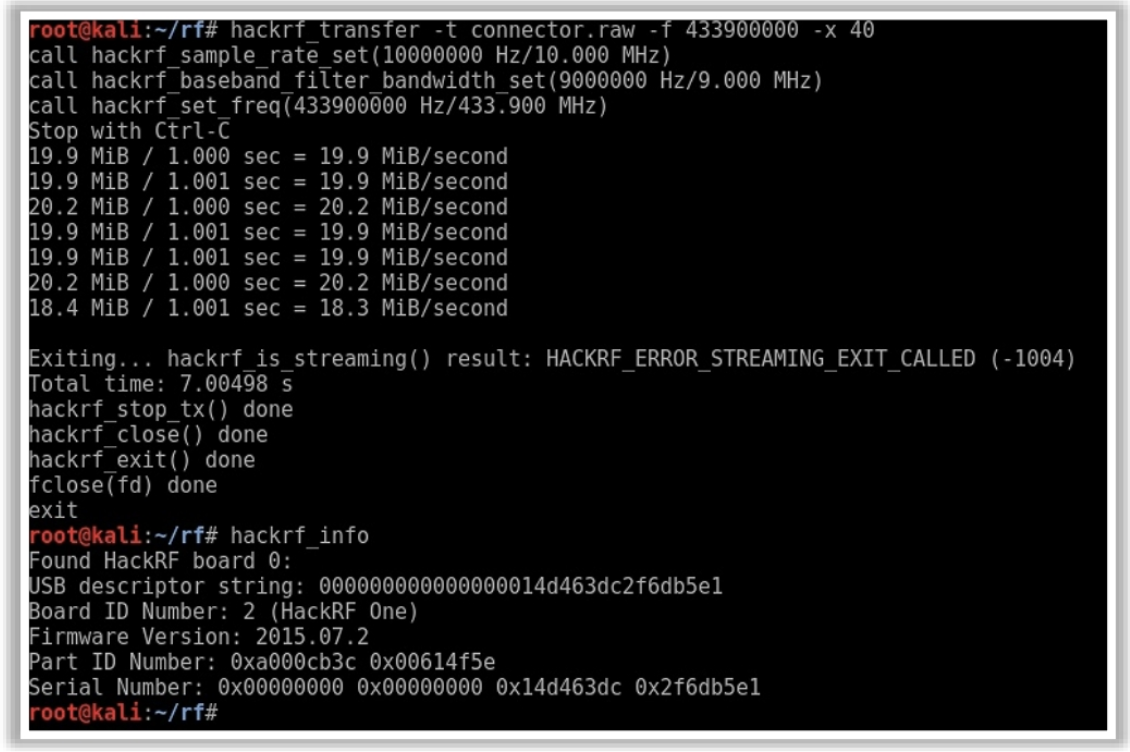 root@kali:~/rf# hackrf_transfer -t connector.raw -f 433900000 -x 40
call hackrf_sample_rate_set(10000000 Hz/10.000 MHz)
call hackrf_baseband_filter_bandwidth_set(9000000 Hz/9.000 MHz)
call hackrf_set_freq(433900000 Hz/433.900 MHz)
Stop with Ctrl-C
19.9 MiB / 1.000 sec = 19.9 MiB/second
19.9 MiB / 1.001 sec = 19.9 MiB/second
20.2 MiB / 1.000 sec = 20.2 MiB/second
19.9 MiB / 1.001 sec = 19.9 MiB/second
19.9 MiB / 1.001 sec = 19.9 MiB/second
20.2 MiB / 1.000 sec = 20.2 MiB/second
18.4 MiB / 1.001 sec = 18.3 MiB/second

Exiting... hackrf_is_streaming() result: HACKRF_ERROR_STREAMING_EXIT_CALLED (-1004)
Total time: 7.00498 s
hackrf_stop_tx() done
hackrf_close() done
hackrf_exit() done
fclose(fd) done
exit
root@kali:~/rf# hackrf_info
Found HackRF board 0:
USB descriptor string: 000000000000000014d463dc2f6db5e1
Board ID Number: 2 (HackRF One)
Firmware Version: 2015.07.2
Part ID Number: 0xa000cb3c 0x00614f5e
Serial Number: 0x00000000 0x00000000 0x14d463dc 0x2f6db5e1
root@kali:~/rf#